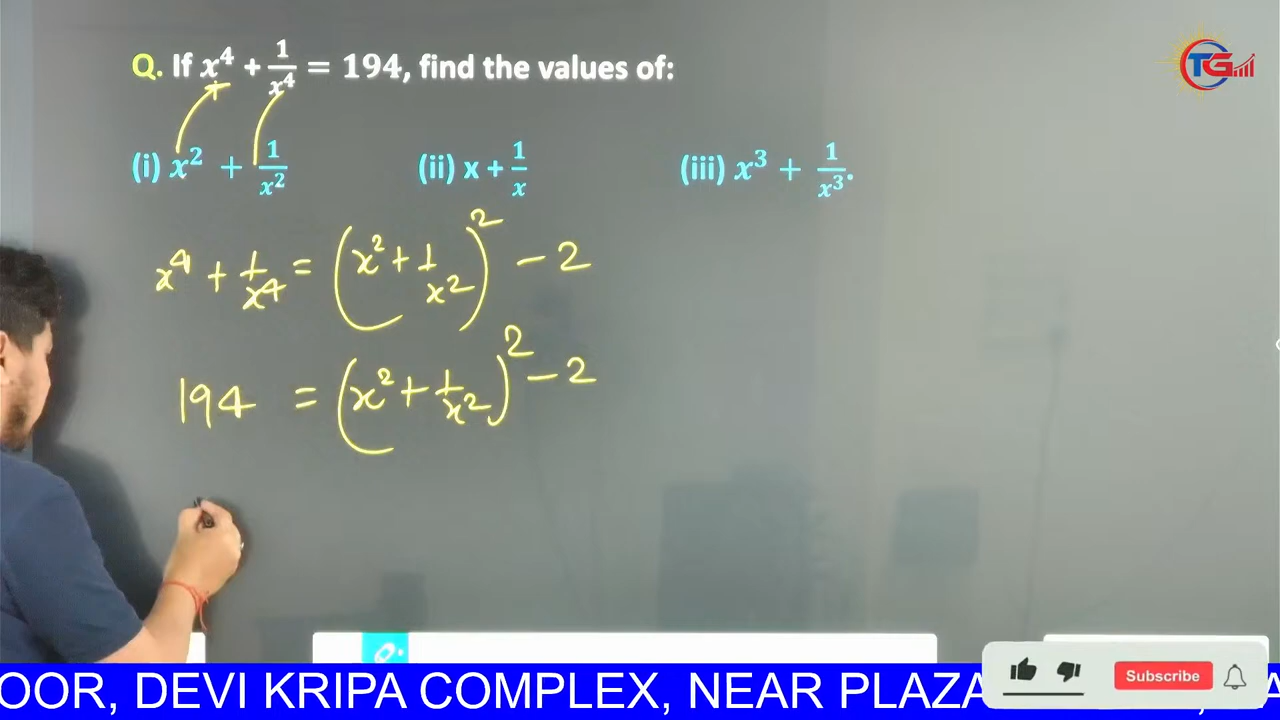 Q. If x⁴ + 1/x⁴ = 194, find the values of:
(i) x² + 1/x² (ii) x + 1/x (iii) x³ + 1/x³.
x⁴ + 1/x⁴ = (x² + 1/x²)² - 2
194 = (x² + 1/x²)² - 2
TG
OOR, DEVI KRIPA COMPLEX, NEAR PLAZA
Subscribe